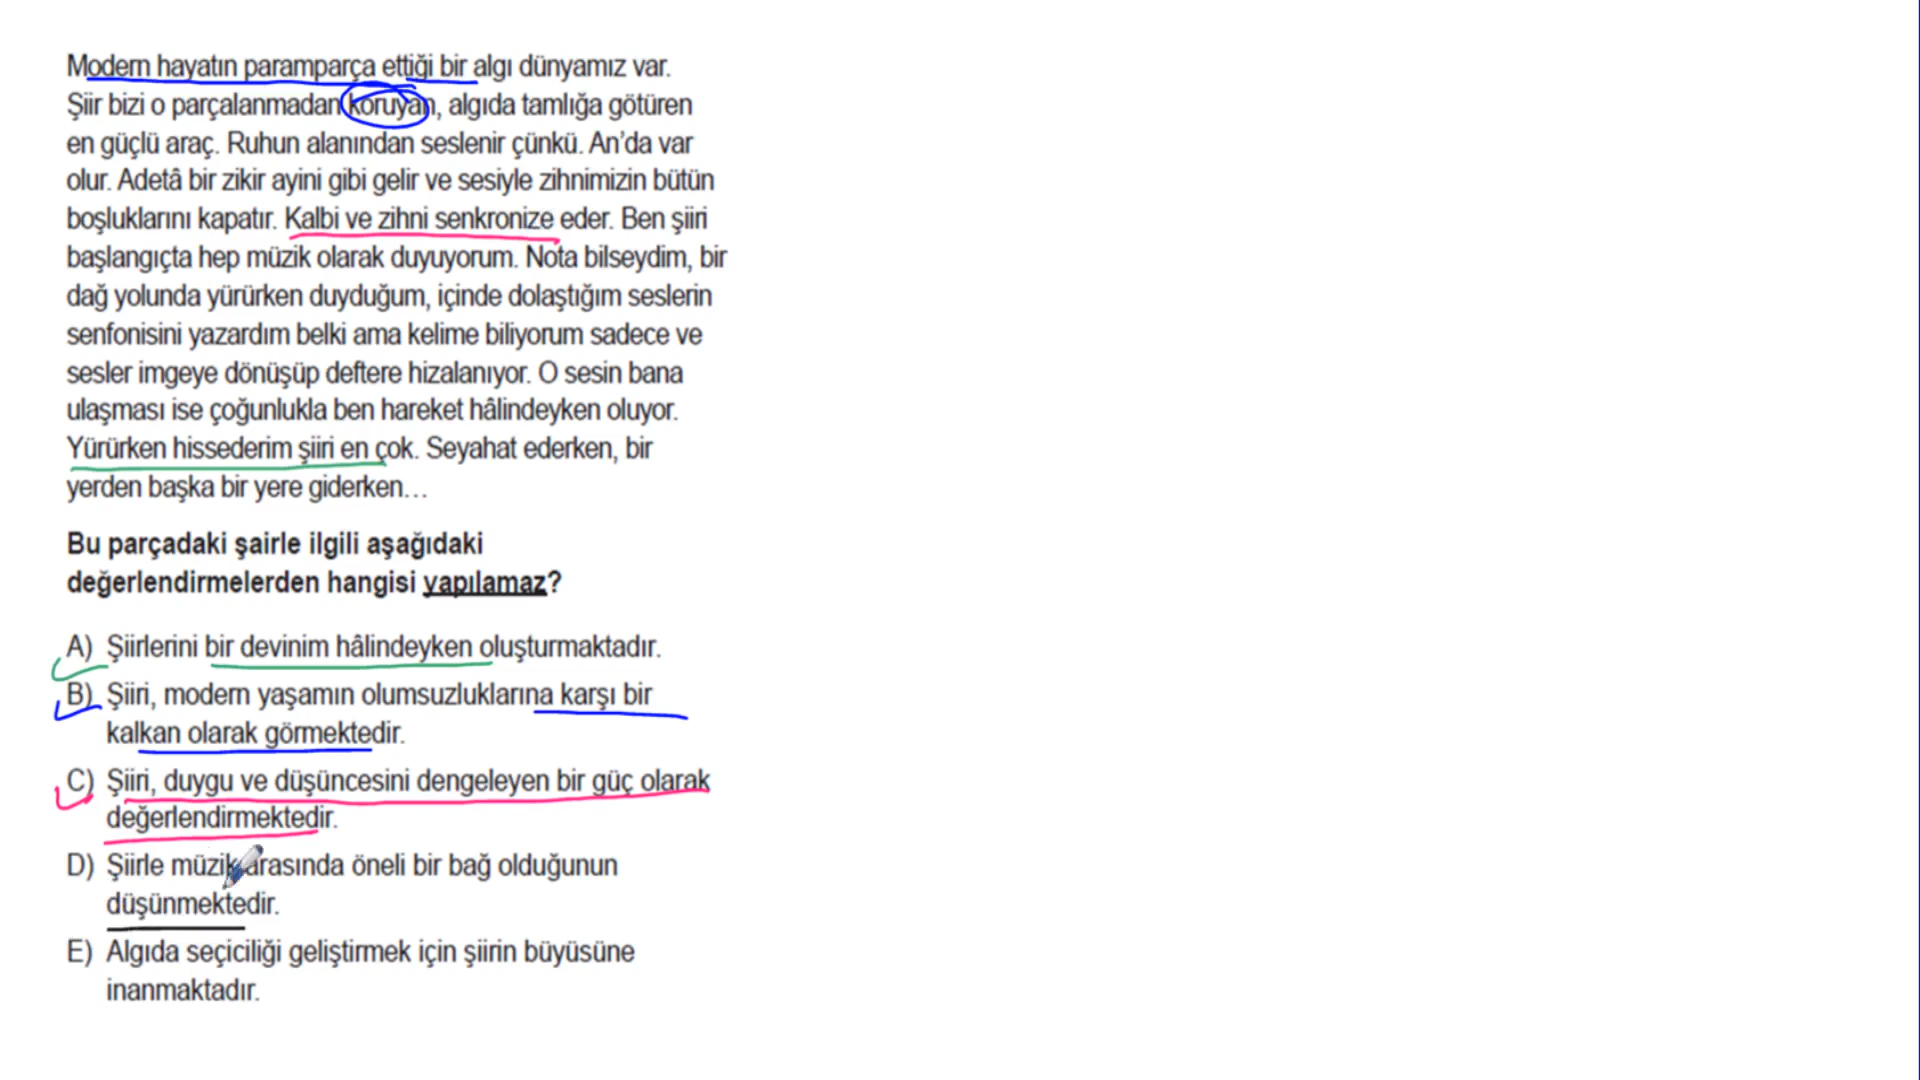 Modern hayatın paramparça ettiği bir algı dünyamız var.
Şiir bizi o parçalanmadan koruyan, algıda tamlığa götüren
en güçlü araç. Ruhun alanından seslenir çünkü. An’da var
olur. Adetâ bir zikir ayini gibi gelir ve sesiyle zihnimizin bütün
boşluklarını kapatır. Kalbi ve zihni senkronize eder. Ben şiiri
başlangıçta hep müzik olarak duyuyorum. Nota bilseydim, bir
dağ yolunda yürürken duyduğum, içinde dolaştığım seslerin
senfonisini yazardım belki ama kelime biliyorum sadece ve
sesler imgeye dönüşüp deftere hizalanıyor. O sesin bana
ulaşması ise çoğunlukla ben hareket hâlindeyken oluyor.
Yürürken hissederim şiiri en çok. Seyahat ederken, bir
yerden başka bir yere giderken…
Bu parçadaki şairle ilgili aşağıdaki
değerlendirmelerden hangisi yapılamaz?
A) Şiirlerini bir devinim hâlindeyken oluşturmaktadır.
B) Şiiri, modern yaşamın olumsuzluklarına karşı bir
kalkan olarak görmektedir.
C) Şiiri, duygu ve düşüncesini dengeleyen bir güç olarak
değerlendirmektedir.
D) Şiirle müzik arasında öneli bir bağ olduğunun
düşünmektedir.
E) Algıda seçiciliği geliştirmek için şiirin büyüsüne
inanmaktadır.